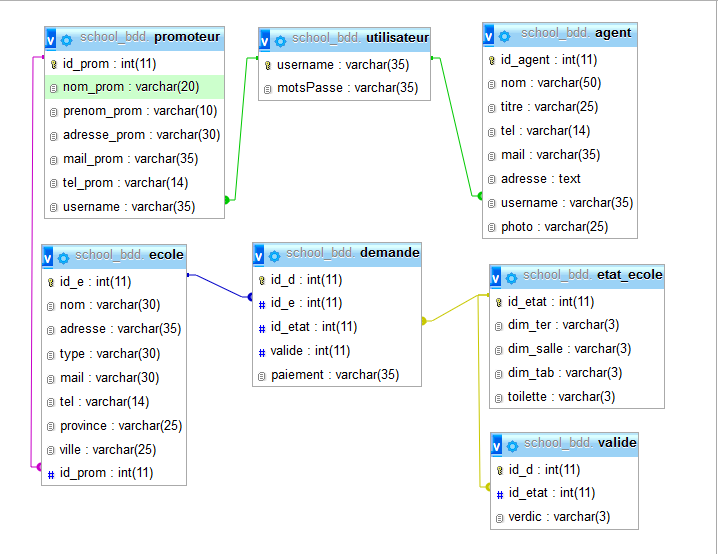 v school_bdd. promoteur
id_prom : int(11)
nom_prom : varchar(20)
prenom_prom : varchar(10)
adresse_prom : varchar(30)
mail_prom : varchar(35)
tel_prom : varchar(14)
username : varchar(35)
v school_bdd. utilisateur
username : varchar(35)
motsPasse : varchar(35)
v school_bdd. agent
id_agent : int(11)
nom : varchar(50)
titre : varchar(25)
tel : varchar(14)
mail : varchar(35)
adresse : text
username : varchar(35)
photo : varchar(25)
v school_bdd. ecole
id_e : int(11)
nom : varchar(30)
adresse : varchar(35)
type : varchar(30)
mail : varchar(30)
tel : varchar(14)
province : varchar(25)
ville : varchar(25)
# id_prom : int(11)
v school_bdd. demande
id_d : int(11)
# id_e : int(11)
# id_etat : int(11)
# valide : int(11)
paiement : varchar(35)
v school_bdd. etat_ecole
id_etat : int(11)
dim_ter : varchar(3)
dim_salle : varchar(3)
dim_tab : varchar(3)
toilette : varchar(3)
v school_bdd. valide
id_d : int(11)
# id_etat : int(11)
verdic : varchar(3)